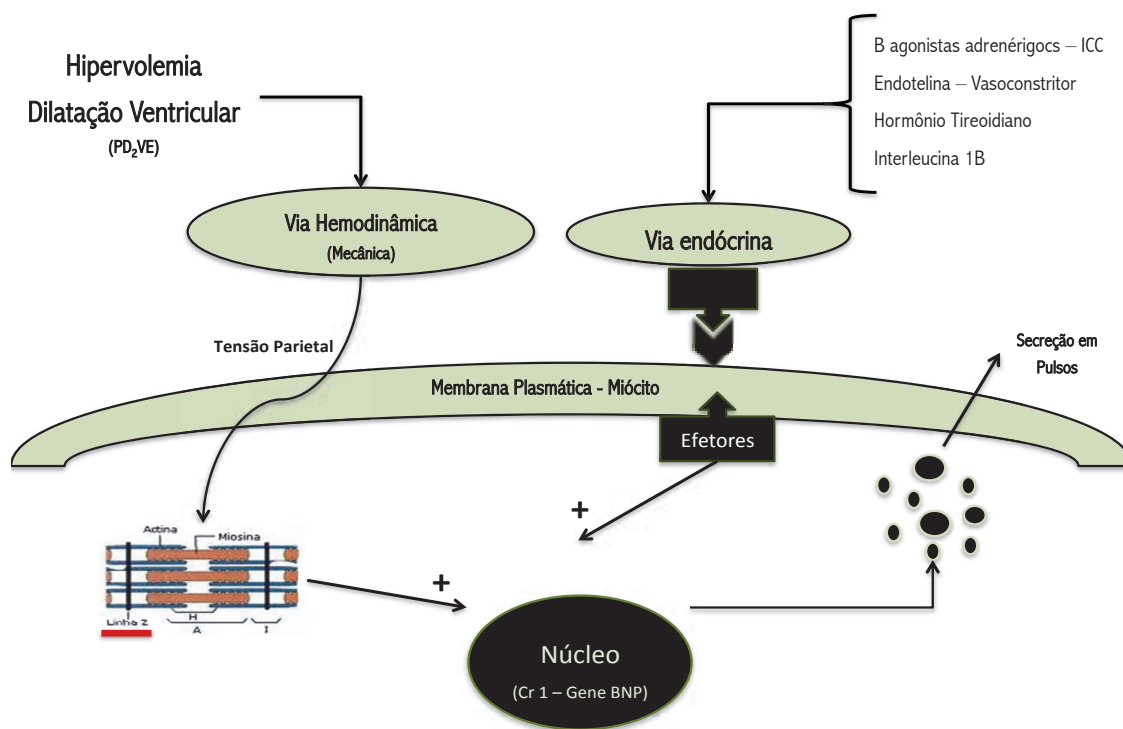 Hipervolemia
Dilatação Ventricular
(PD₂VE)
B agonistas adrenérigocs – ICC
Endotelina – Vasoconstritor
Hormônio Tireoidiano
Interleucina 1B
Via Hemodinâmica
(Mecânica)
Via endócrina
Tensão Parietal
Secreção em
Pulsos
Membrana Plasmática - Miócito
Efetores
+
+
Actina
Miosina
Linha Z
H
A
I
Núcleo
(Cr 1 – Gene BNP)